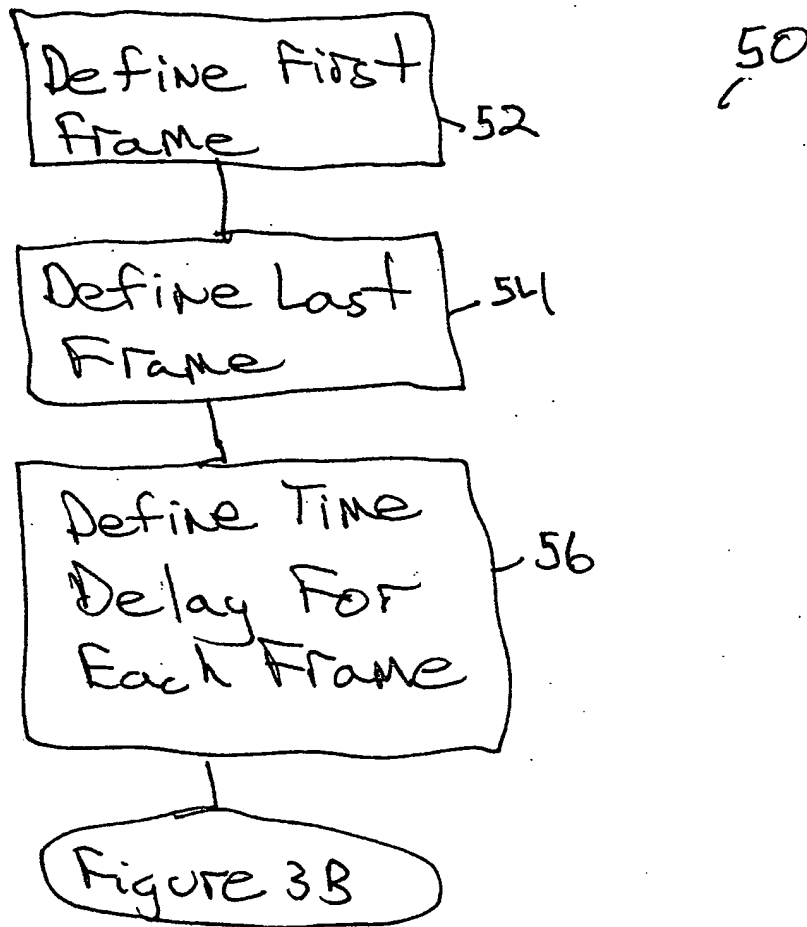 50
Define First
Frame
52
Define Last
Frame
54
Define Time
Delay For
Each Frame
56
Figure 3B